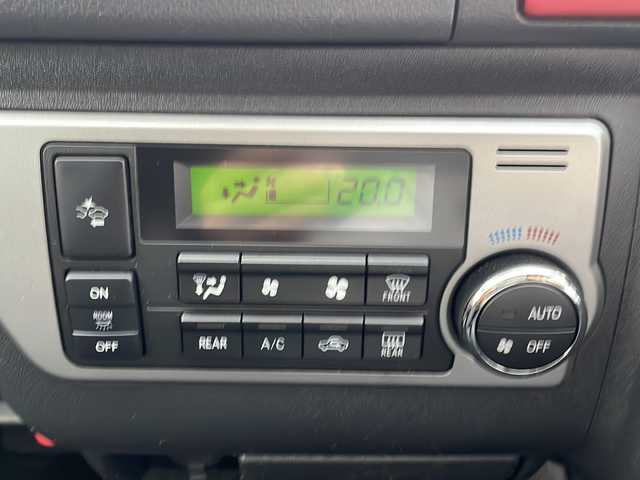 20.0
ON
ROOM
OFF
FRONT
REAR
A/C
REAR
AUTO
OFF